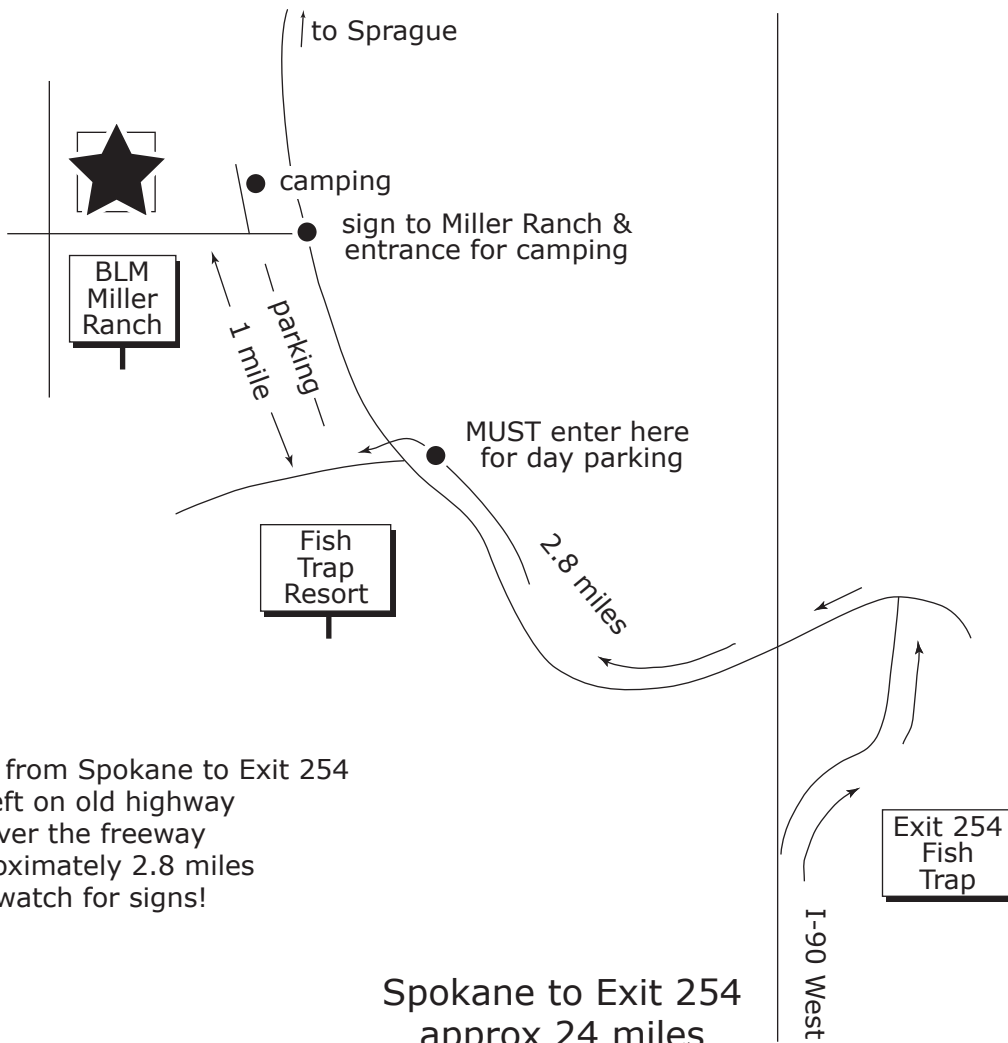 to Sprague
camping
sign to Miller Ranch &
entrance for camping
BLM
Miller
Ranch
parking
1 mile
MUST enter here
for day parking
Fish
Trap
Resort
2.8 miles
from Spokane to Exit 254
on old highway
the freeway
2.8 miles
watch for signs!
Exit 254
Fish
Trap
I-90 West
Spokane to Exit 254
approx 24 miles